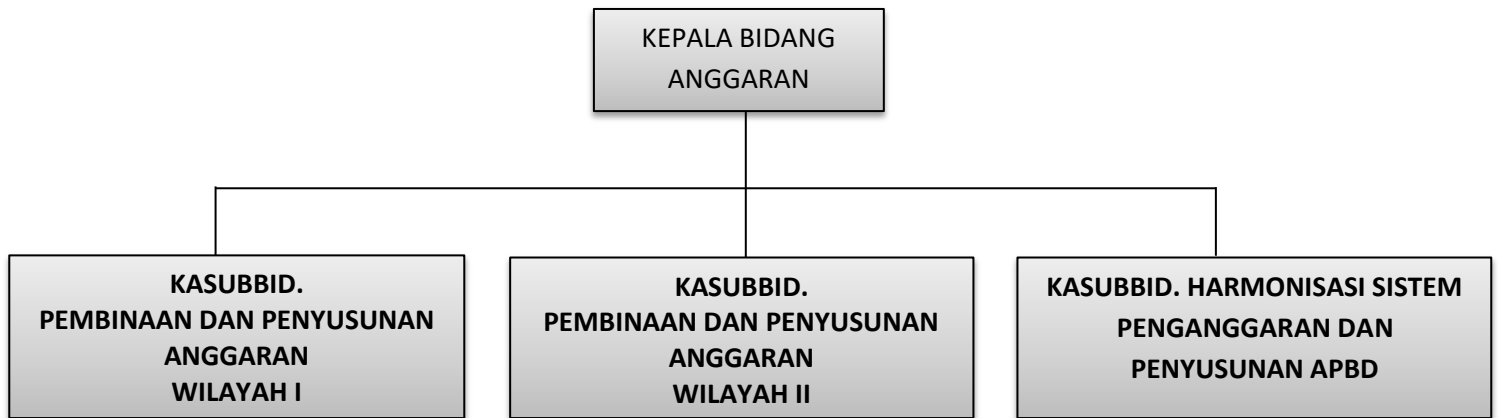 KEPALA BIDANG
ANGGARAN
KASUBBID.
PEMBINAAN DAN PENYUSUNAN
ANGGARAN
WILAYAH I
KASUBBID.
PEMBINAAN DAN PENYUSUNAN
ANGGARAN
WILAYAH II
KASUBBID. HARMONISASI SISTEM
PENGANGGARAN DAN
PENYUSUNAN APBD